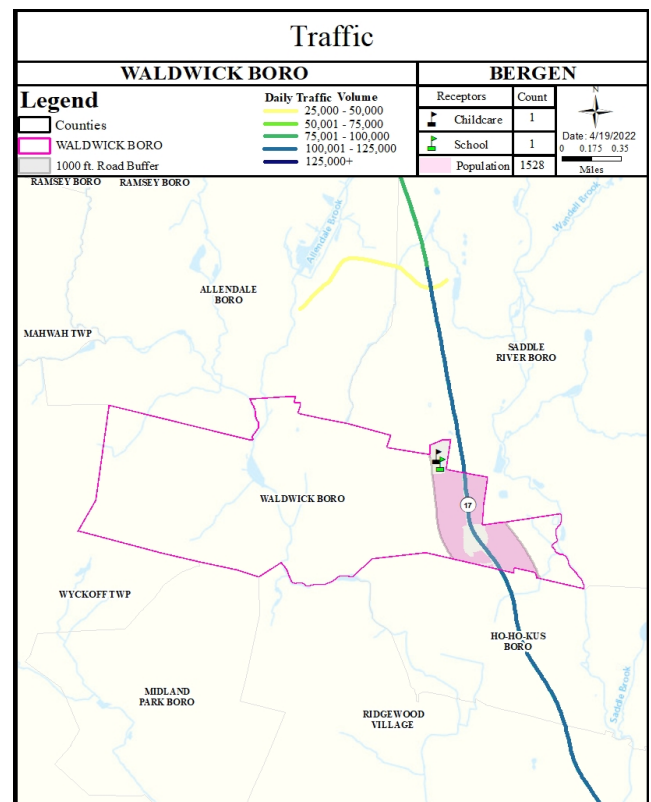 Traffic
WALDWICK BORO
BERGEN
Legend
Counties
WALDWICK BORO
1000 ft. Road Buffer
Daily Traffic Volume
25,000 - 50,000
50,001 - 75,000
75,001 - 100,000
100,001 - 125,000
125,000+
Receptors Count
Childcare 1
School 1
Population 1528
N
Date: 4/19/2022
0 0.175 0.35
Miles
RAMSEY BORO RAMSEY BORO
Allendale Brook
Wandell Brook
ALLENDALE
BORO
MAHWAH TWP
SADDLE
RIVER BORO
WALDWICK BORO
17
WYCKOFF TWP
HO-HO-KUS
BORO
MIDLAND
PARK BORO
RIDGEWOOD
VILLAGE
Saddle Brook